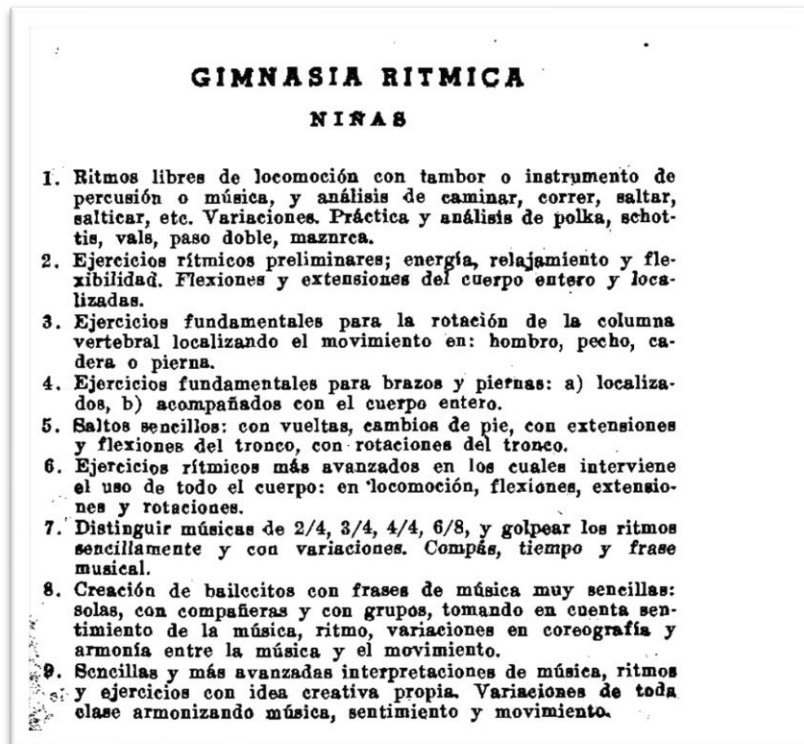 GIMNASIA RITMICA
NIÑAS
1. Ritmos libres de locomoción con tambor o instrumento de
percusión o música, y análisis de caminar, correr, saltar,
salticar, etc. Variaciones. Práctica y análisis de polka, schot-
tis, vals, paso doble, maznrca.
2. Ejercicios rítmicos preliminares; energía, relajamiento y fle-
xibilidad. Flexiones y extensiones del cuerpo entero y loca-
lizadas.
3. Ejercicios fundamentales para la rotación de la columna
vertebral localizando el movimiento en: hombro, pecho, ca-
dera o pierna.
4. Ejercicios fundamentales para brazos y piernas: a) localiza-
dos, b) acompañados con el cuerpo entero.
5. Saltos sencillos: con vueltas, cambios de pie, con extensiones
y flexiones del tronco, con rotaciones del tronco.
6. Ejercicios rítmicos más avanzados en los cuales interviene
el uso de todo el cuerpo: en locomoción, flexiones, extensio-
nes y rotaciones.
7. Distinguir músicas de 2/4, 3/4, 4/4, 6/8, y golpear los ritmos
sencillamente y con variaciones. Compás, tiempo y frase
musical.
8. Creación de bailecitos con frases de música muy sencillas:
solas, con compañeras y con grupos, tomando en cuenta sen-
timiento de la música, ritmo, variaciones en coreografía y
armonía entre la música y el movimiento.
9. Sencillas y más avanzadas interpretaciones de música, ritmos
y ejercicios con idea creativa propia. Variaciones de toda
clase armonizando música, sentimiento y movimiento.